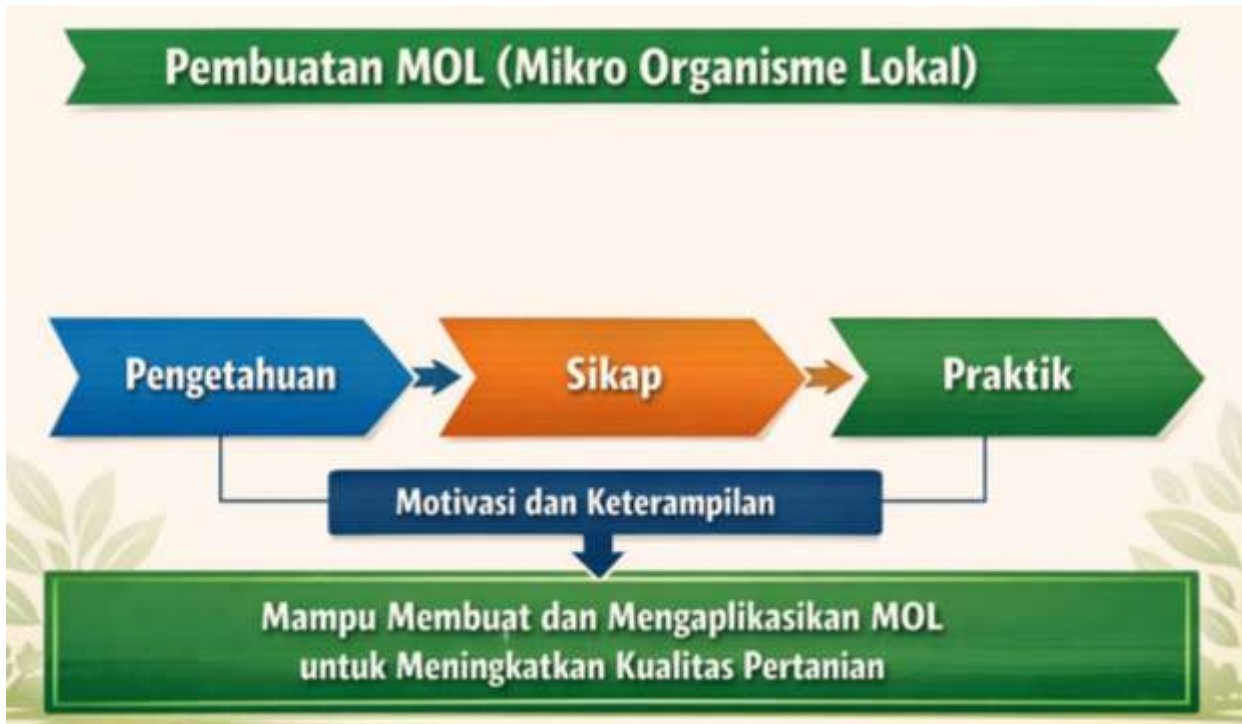 Pembuatan MOL (Mikro Organisme Lokal)
Pengetahuan
Sikap
Praktik
Motivasi dan Keterampilan
Mampu Membuat dan Mengaplikasikan MOL
untuk Meningkatkan Kualitas Pertanian